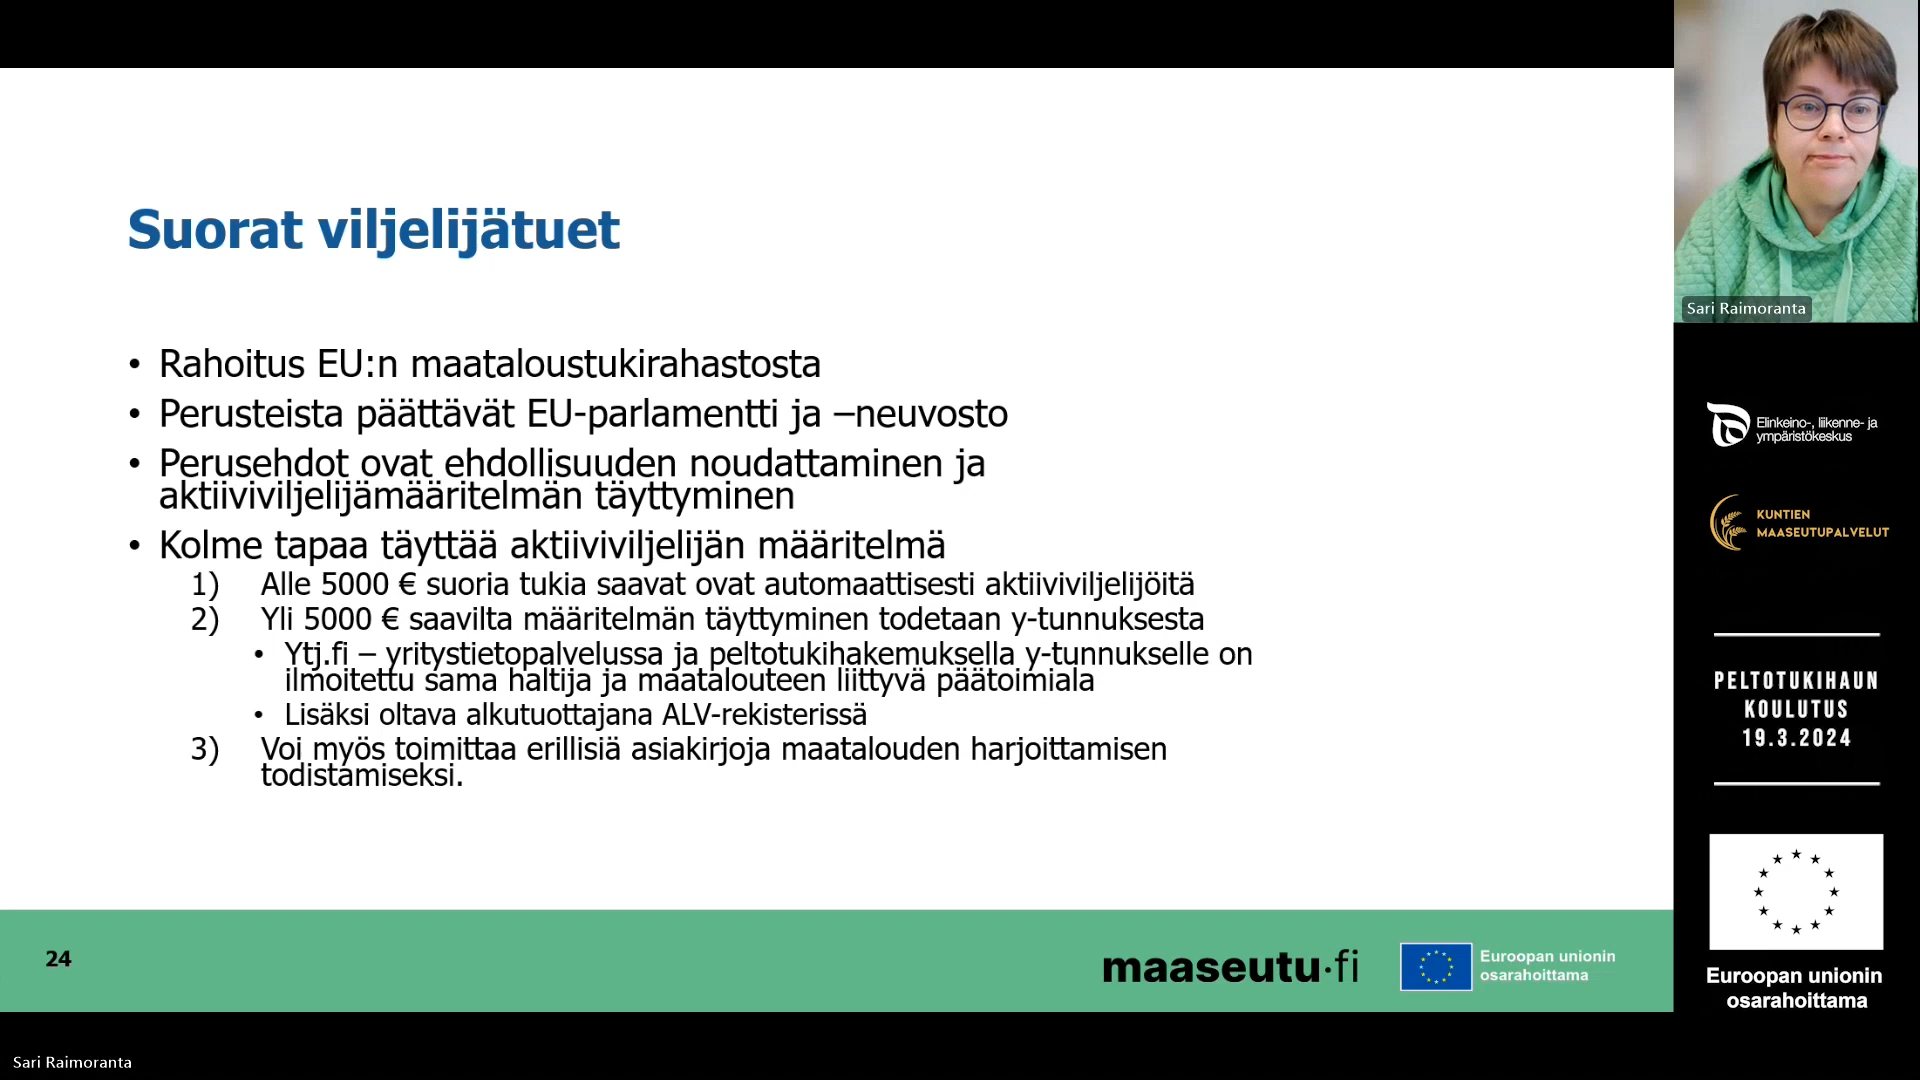 Suorat viljelijätuet
• Rahoitus EU:n maataloustukirahastosta
• Perusteista päättävät EU-parlamentti ja –neuvosto
• Perusehdot ovat ehdollisuuden noudattaminen ja
aktiiviviljelijämääritelmän täyttyminen
• Kolme tapaa täyttää aktiiviviljelijän määritelmä
1) Alle 5000 € suoria tukia saavat ovat automaattisesti aktiiviviljelijöitä
2) Yli 5000 € saavilta määritelmän täyttyminen todetaan y-tunnuksesta
• Ytj.fi – yritystietopalvelussa ja peltotukihakemuksella y-tunnukselle on
ilmoitettu sama haltija ja maatalouteen liittyvä päätoimiala
• Lisäksi oltava alkutuottajana ALV-rekisterissä
3) Voi myös toimittaa erillisiä asiakirjoja maatalouden harjoittamisen
todistamiseksi.
24
maaseutu·fi
Euroopan unionin
osarahoittama
Sari Raimoranta
Elinkeino-, liikenne- ja
ympäristökeskus
KUNTIEN
MAASEUTUPALVELUT
PELTOTUKIHAUN
KOULUTUS
19.3.2024
Euroopan unionin
osarahoittama
Sari Raimoranta